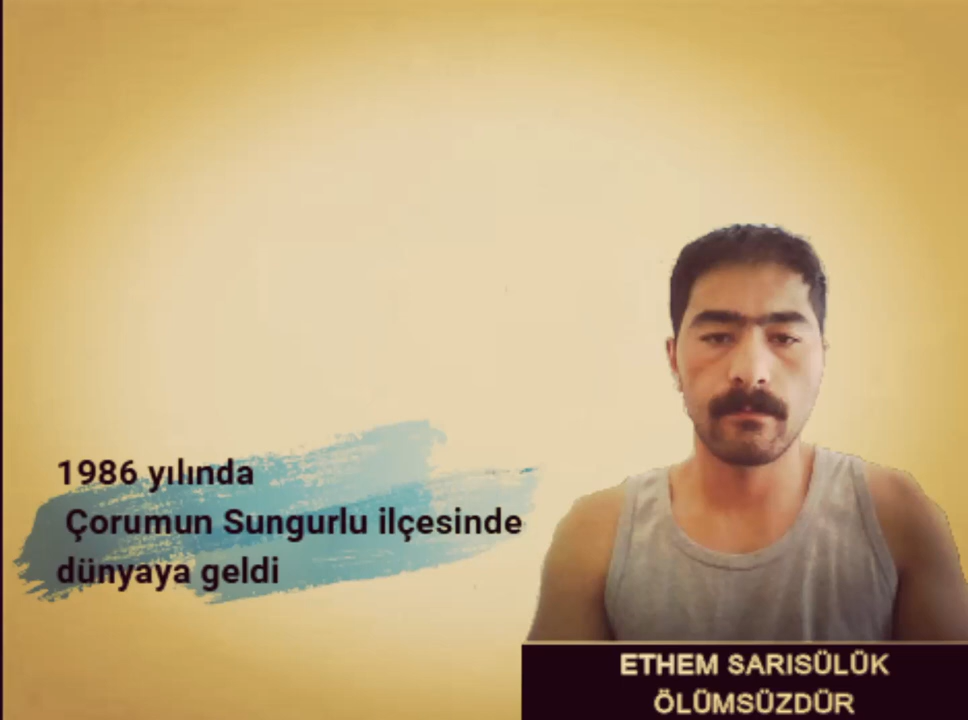 1986 yılında
Çorumun Sungurlu ilçesinde
dünyaya geldi
ETHEM SARISÜLÜK
ÖLÜMSÜZDÜR